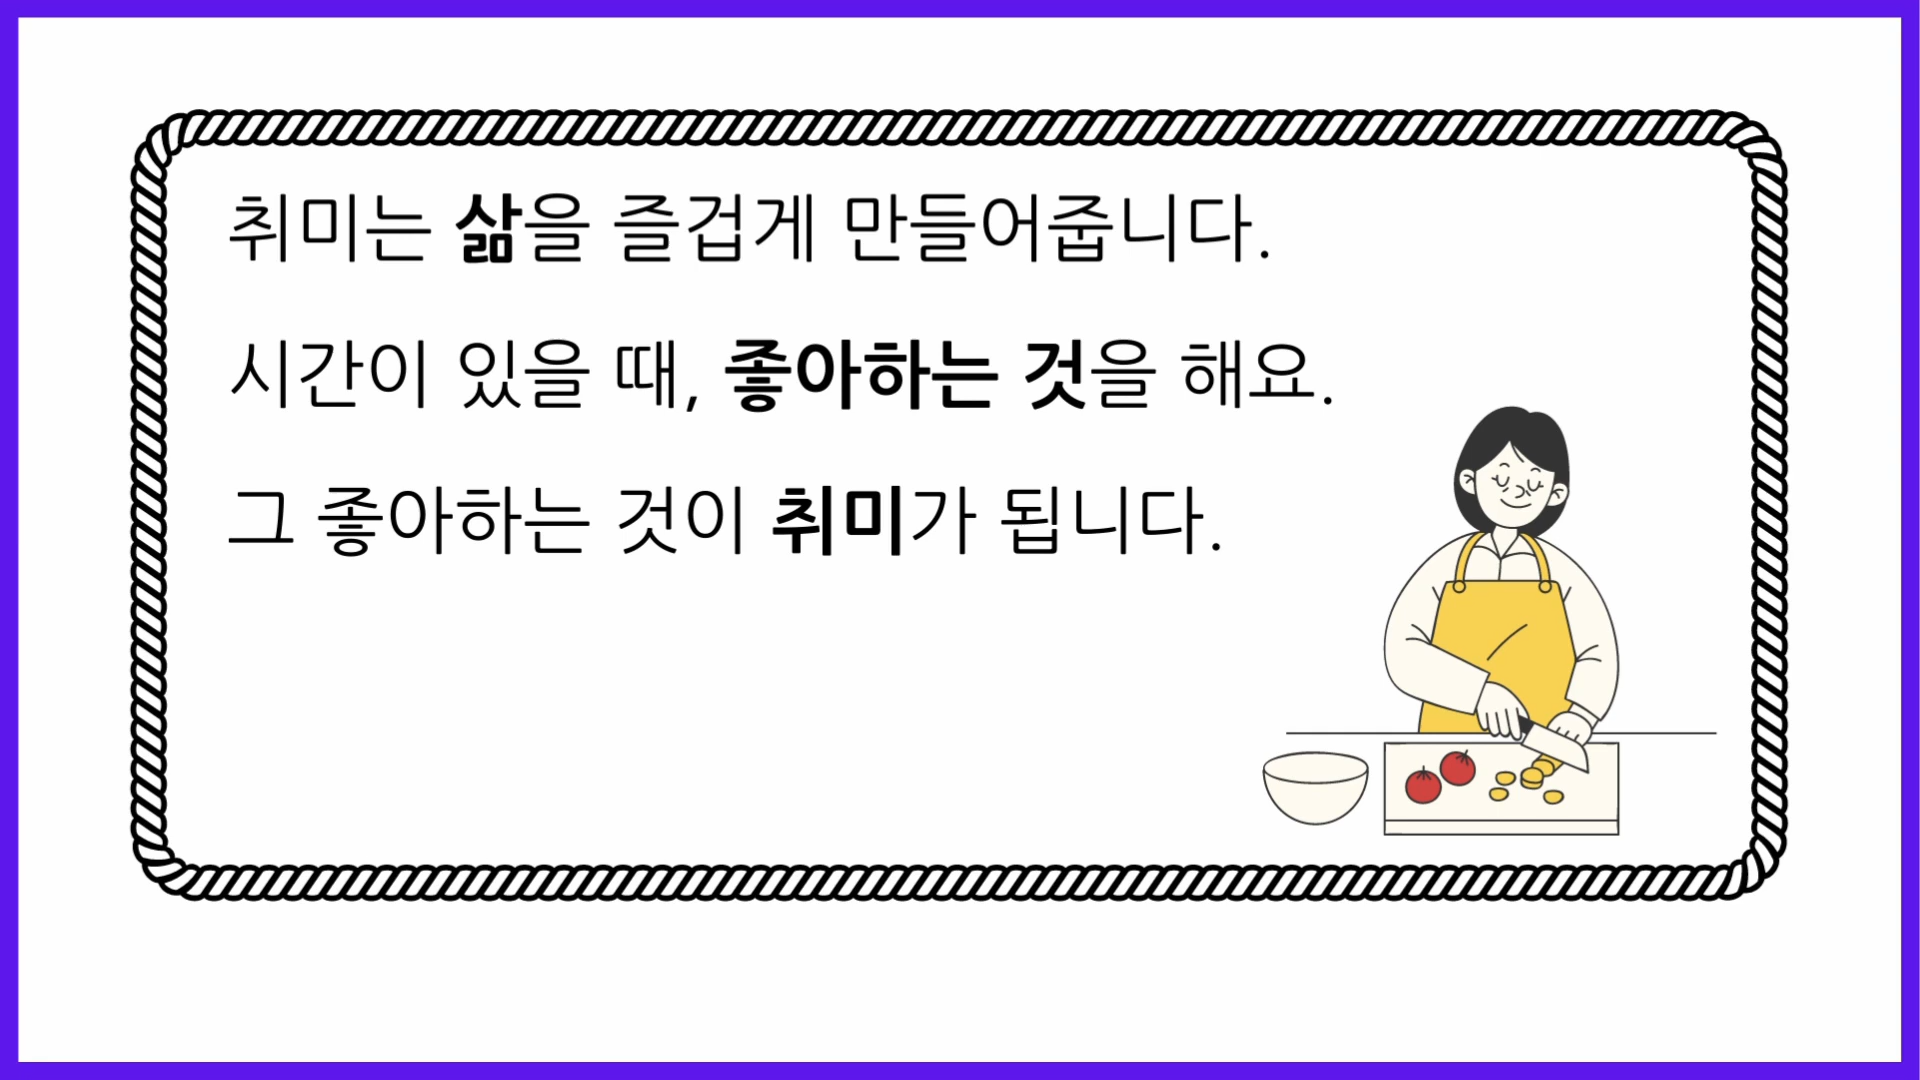 취미는 삶을 즐겁게 만들어줍니다.
시간이 있을 때, 좋아하는 것을 해요.
그 좋아하는 것이 취미가 됩니다.